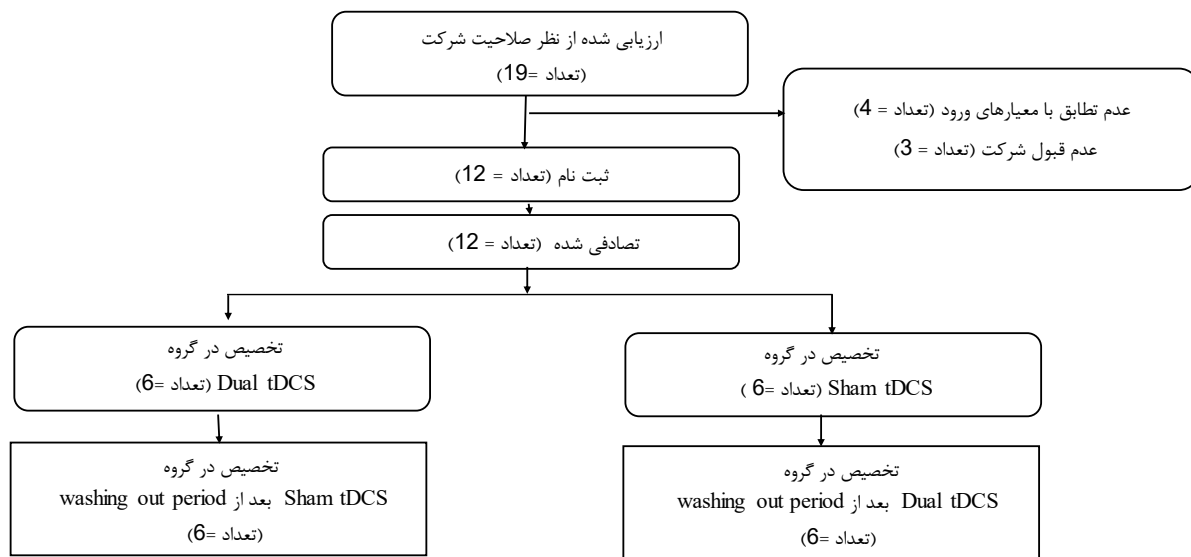 ارزیابی شده از نظر صلاحیت شرکت
(تعداد =19)
عدم تطابق با معیارهای ورود (تعداد = 4)
عدم قبول شرکت (تعداد = 3)
ثبت نام (تعداد = 12)
تصادفی شده (تعداد = 12)
تخصیص در گروه
Sham tDCS (تعداد =6 )
تخصیص در گروه
Dual tDCS (تعداد =6)
تخصیص در گروه
Dual tDCS بعد از washing out period
(تعداد =6)
تخصیص در گروه
Sham tDCS بعد از washing out period
(تعداد =6)